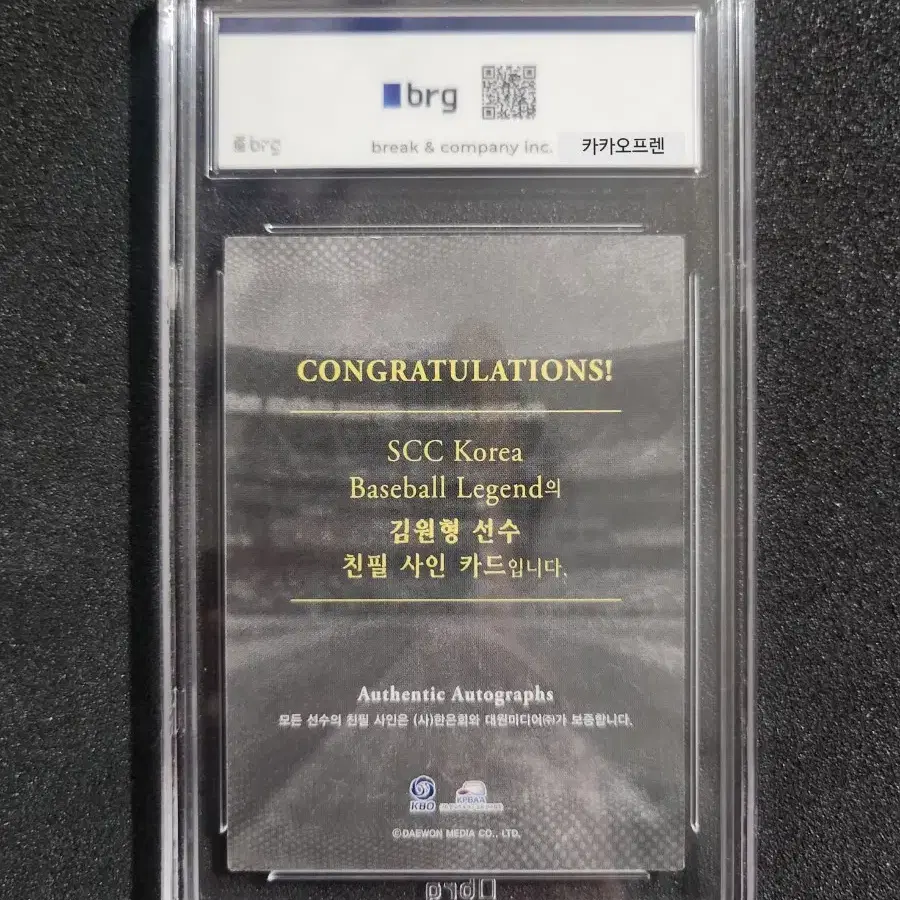 brg
brg
break & company inc.
카카오프렌
CONGRATULATIONS!
SCC Korea
Baseball Legend의
김원형 선수
친필 사인 카드입니다.
Authentic Autographs
모든 선수의 친필 사인은 (사)한은회와 대원미디어㈜가 보증합니다.
KBO KPBAA
©DAEWON MEDIA CO., LTD.
brg